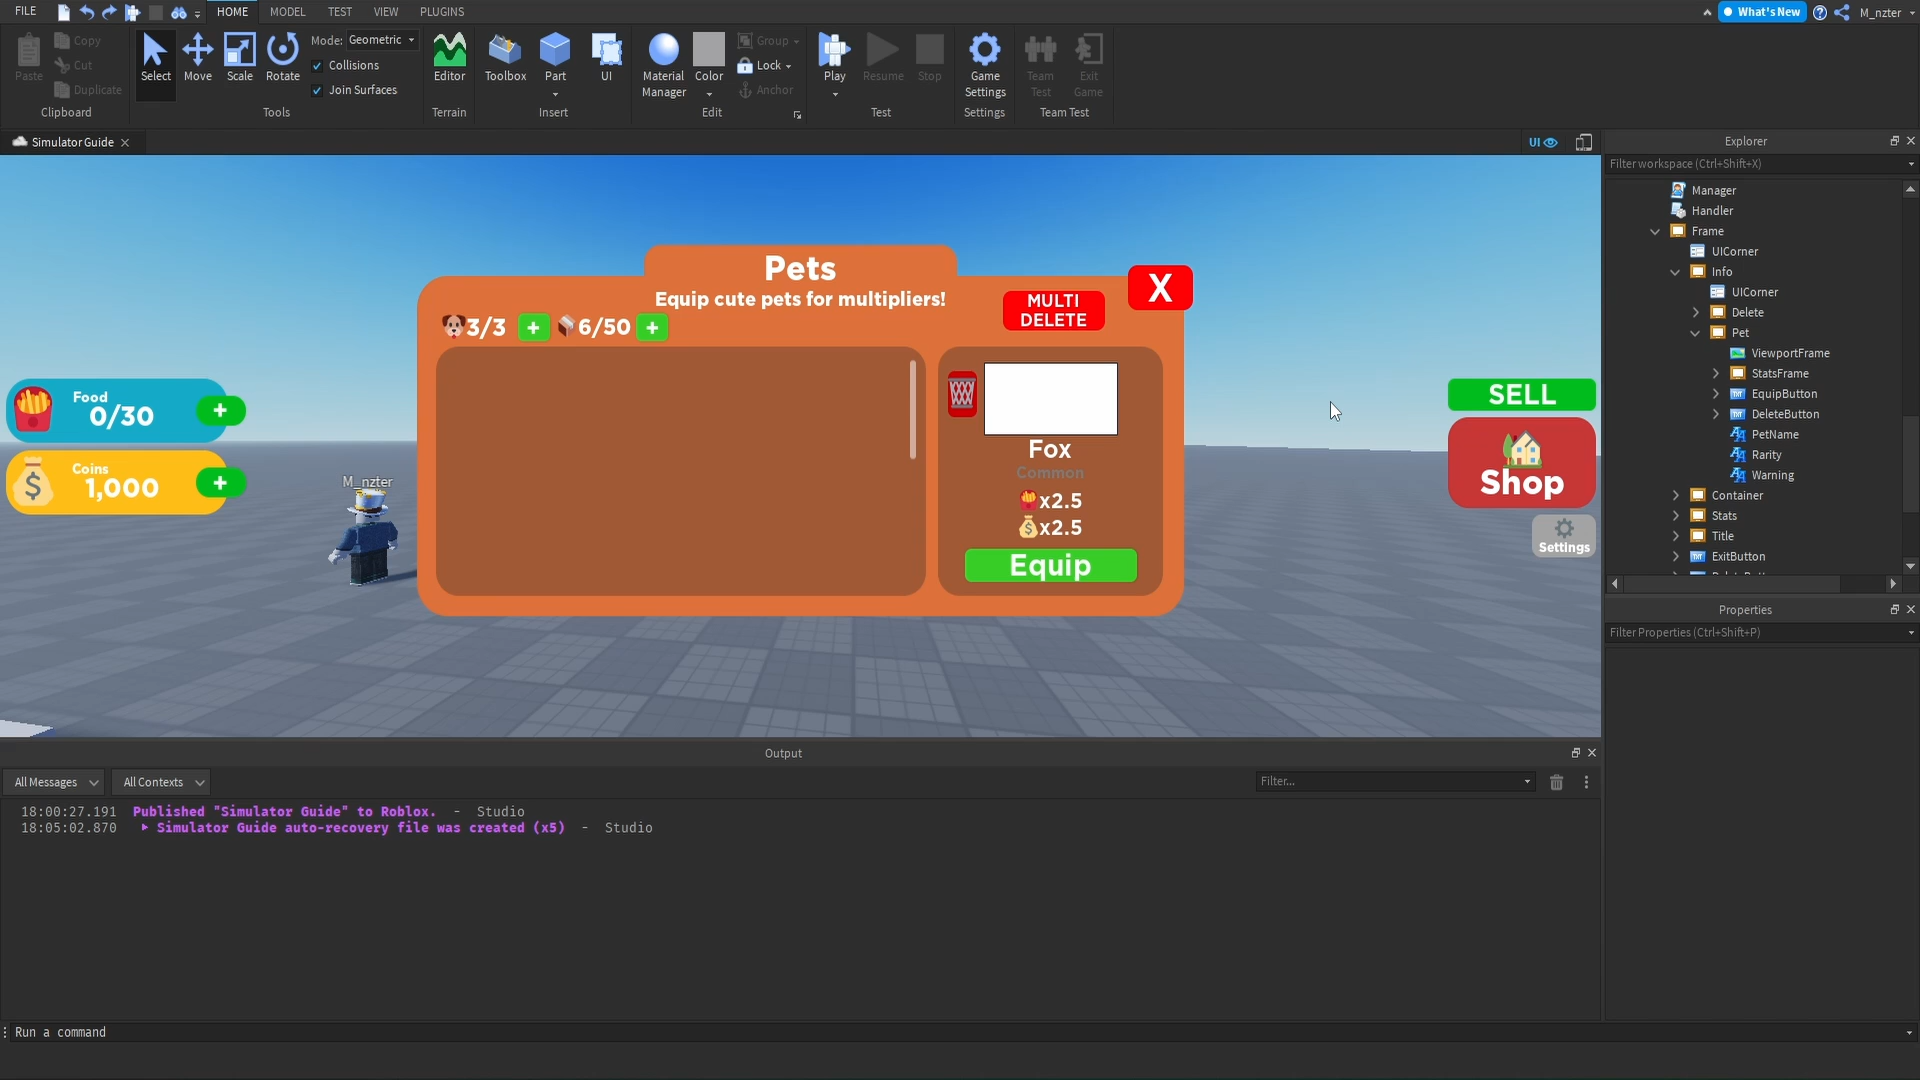 FILE
HOME
MODEL
TEST
VIEW
PLUGINS
What's New
M_nzter
Paste
Copy
Cut
Duplicate
Clipboard
Select
Move
Scale
Rotate
Mode: Geometric
Collisions
Join Surfaces
Tools
Editor
Terrain
Toolbox
Part
UI
Insert
Material
Manager
Color
Group
Lock
Anchor
Edit
Play
Resume
Stop
Test
Game
Settings
Settings
Team
Test
Exit
Game
Team Test
Simulator Guide
UI
Pets
Equip cute pets for multipliers!
3/3
+
6/50
+
MULTI
DELETE
X
Fox
Common
x2.5
$x2.5
Equip
Food
0/30
+
Coins
1,000
+
$
M_nzter
SELL
Shop
Settings
Explorer
Filter workspace (Ctrl+Shift+X)
Manager
Handler
Frame
UICorner
Info
UICorner
Delete
Pet
ViewportFrame
StatsFrame
EquipButton
DeleteButton
PetName
Rarity
Warning
Container
Stats
Title
ExitButton
Properties
Filter Properties (Ctrl+Shift+P)
Output
All Messages
All Contexts
Filter...
18:00:27.191 Published "Simulator Guide" to Roblox. - Studio
18:05:02.870 Simulator Guide auto-recovery file was created (x5) - Studio
Run a command